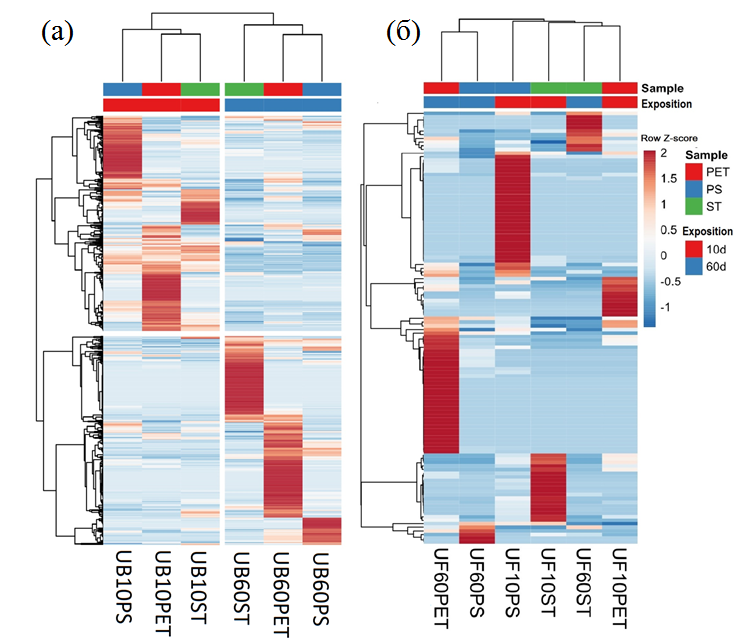 (а)
(б)
Sample
Exposition
Row Z-score
2
1.5
1
0.5
0
-0.5
-1
Sample
PET
PS
ST
Exposition
10d
60d
UB10PS
UB10PET
UB10ST
UB60ST
UB60PET
UB60PS
UF60PET
UF60PS
UF10PS
UF10ST
UF60ST
UF10PET